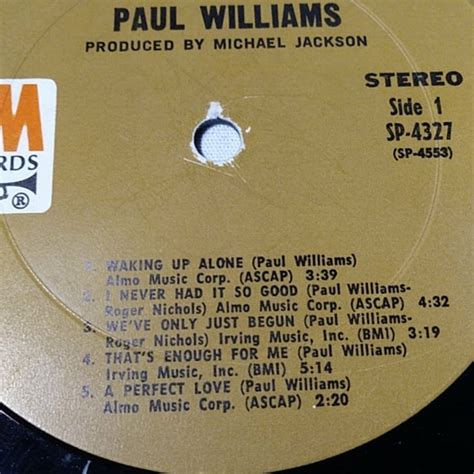 PAUL WILLIAMS
PRODUCED BY MICHAEL JACKSON
STEREO
Side 1
SP-4327
(SP-4553)
M
ORDS
®
1. WAKING UP ALONE (Paul Williams)
Almo Music Corp. (ASCAP) 3:39
2. I NEVER HAD IT SO GOOD (Paul Williams-
Roger Nichols) Almo Music Corp. (ASCAP) 4:32
3. WE'VE ONLY JUST BEGUN (Paul Williams-
Roger Nichols) Irving Music, Inc. (BMI) 3:19
4. THAT'S ENOUGH FOR ME (Paul Williams)
Irving Music, Inc. (BMI) 5:14
5. A PERFECT LOVE (Paul Williams)
Almo Music Corp. (ASCAP) 2:20